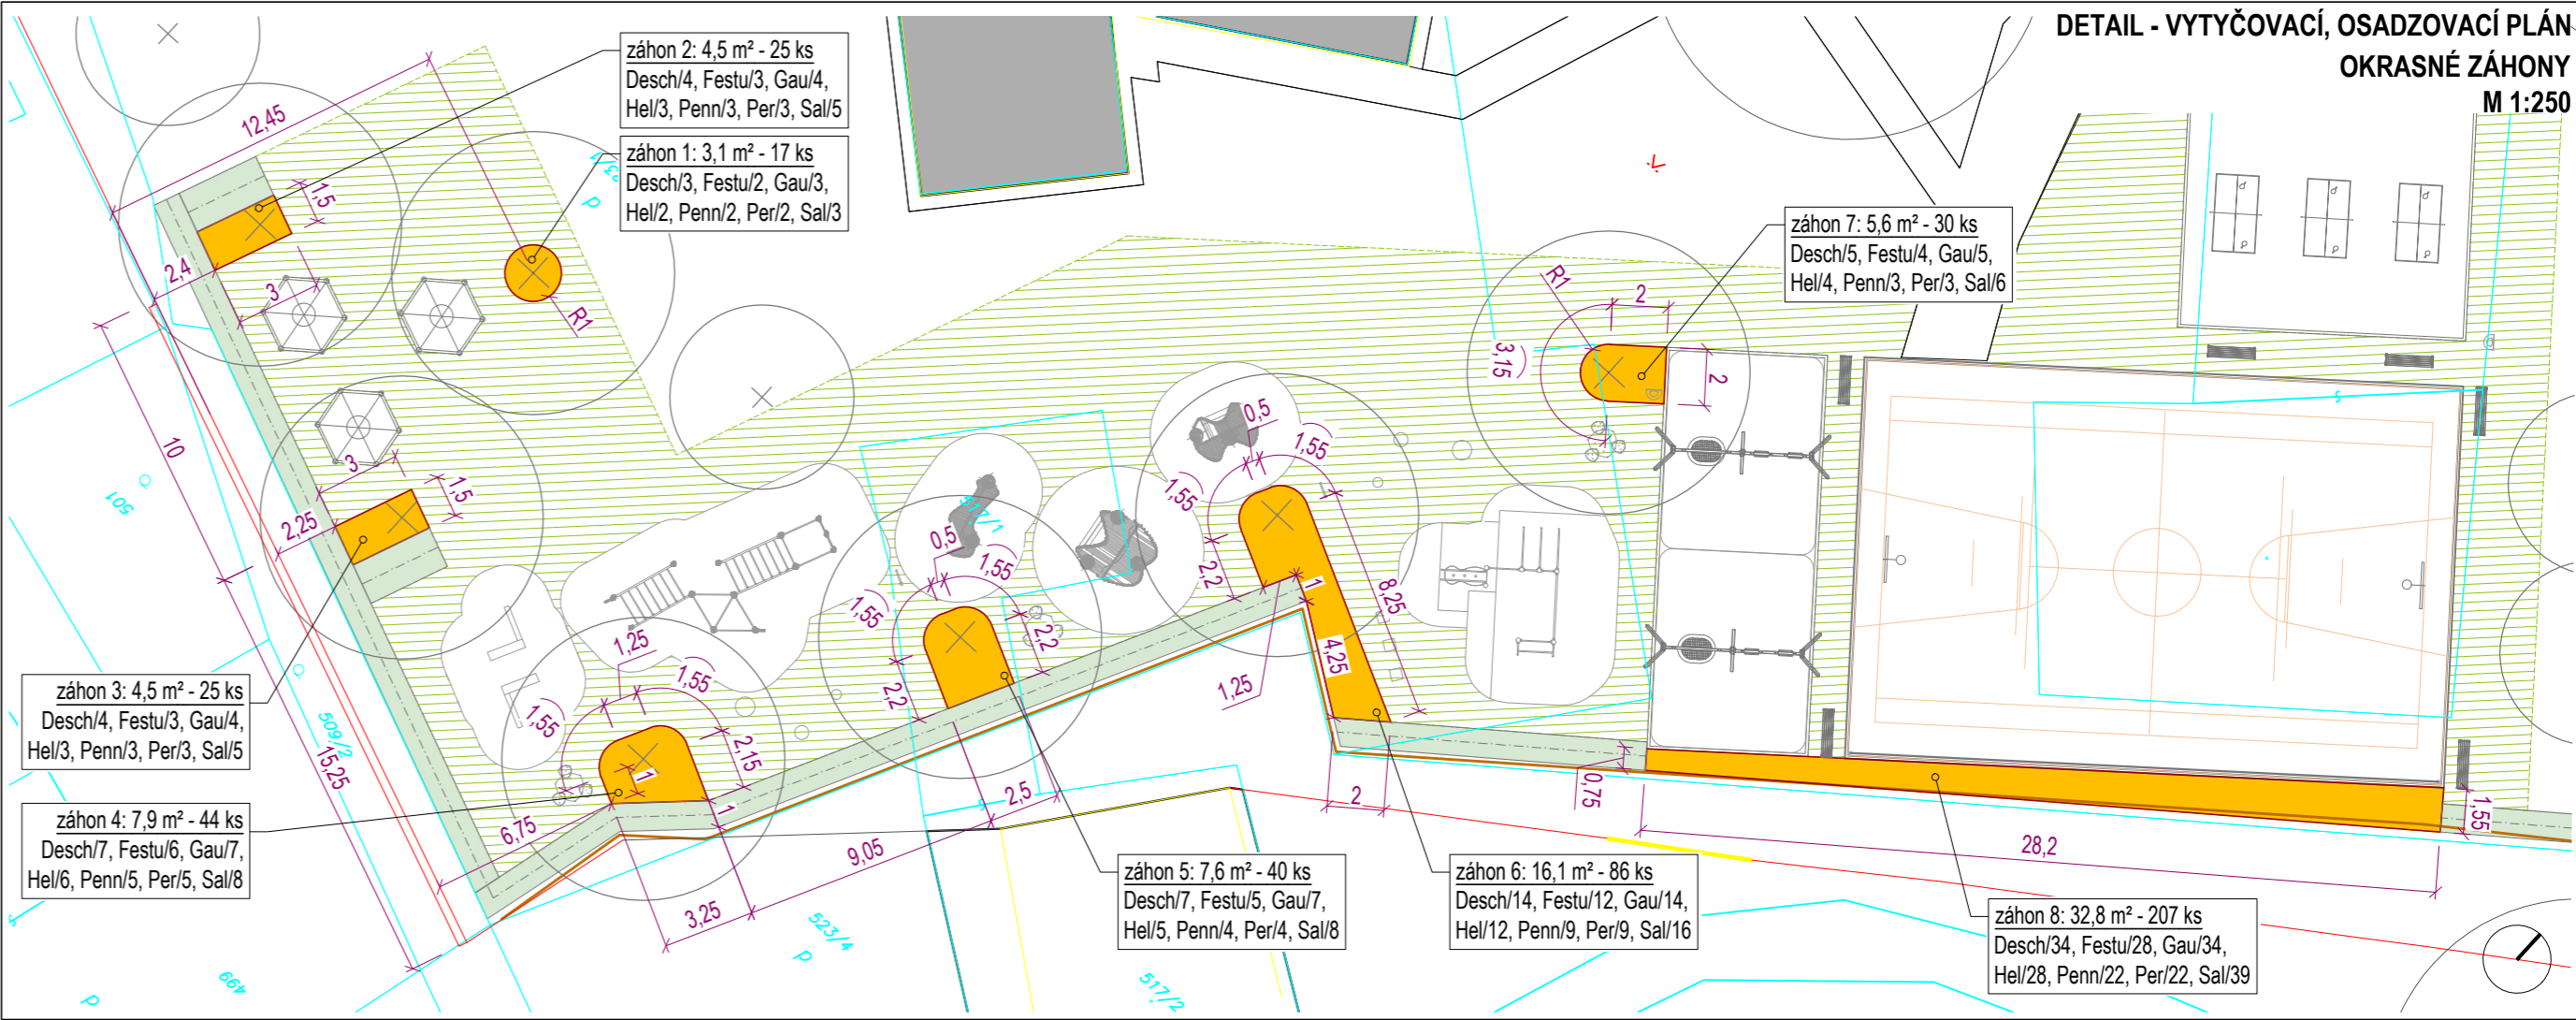 DETAIL - VYTYČOVACÍ, OSADZOVACÍ PLÁN
OKRASNÉ ZÁHONY
M 1:250
záhon 2: 4,5 m² - 25 ks
Desch/4, Festu/3, Gau/4,
Hel/3, Penn/3, Per/3, Sal/5
záhon 1: 3,1 m² - 17 ks
Desch/3, Festu/2, Gau/3,
Hel/2, Penn/2, Per/2, Sal/3
záhon 7: 5,6 m² - 30 ks
Desch/5, Festu/4, Gau/5,
Hel/4, Penn/3, Per/3, Sal/6
12,45
1,5
2,4
3
R1
10
3
1,5
2,25
501
509/2
15,25
R1
2
3,15
2
0,5
1,55
1,55
2,2
1
8,25
4,25
1,25
517/1
0,5
1,55
1,55
2,2
2,2
1,25
1,55
1,55
2,15
1
1
6,75
3,25
9,05
2,5
2
0,75
28,2
1,55
záhon 3: 4,5 m² - 25 ks
Desch/4, Festu/3, Gau/4,
Hel/3, Penn/3, Per/3, Sal/5
záhon 4: 7,9 m² - 44 ks
Desch/7, Festu/6, Gau/7,
Hel/6, Penn/5, Per/5, Sal/8
záhon 5: 7,6 m² - 40 ks
Desch/7, Festu/5, Gau/7,
Hel/5, Penn/4, Per/4, Sal/8
záhon 6: 16,1 m² - 86 ks
Desch/14, Festu/12, Gau/14,
Hel/12, Penn/9, Per/9, Sal/16
záhon 8: 32,8 m² - 207 ks
Desch/34, Festu/28, Gau/34,
Hel/28, Penn/22, Per/22, Sal/39
499
523/4
517/2